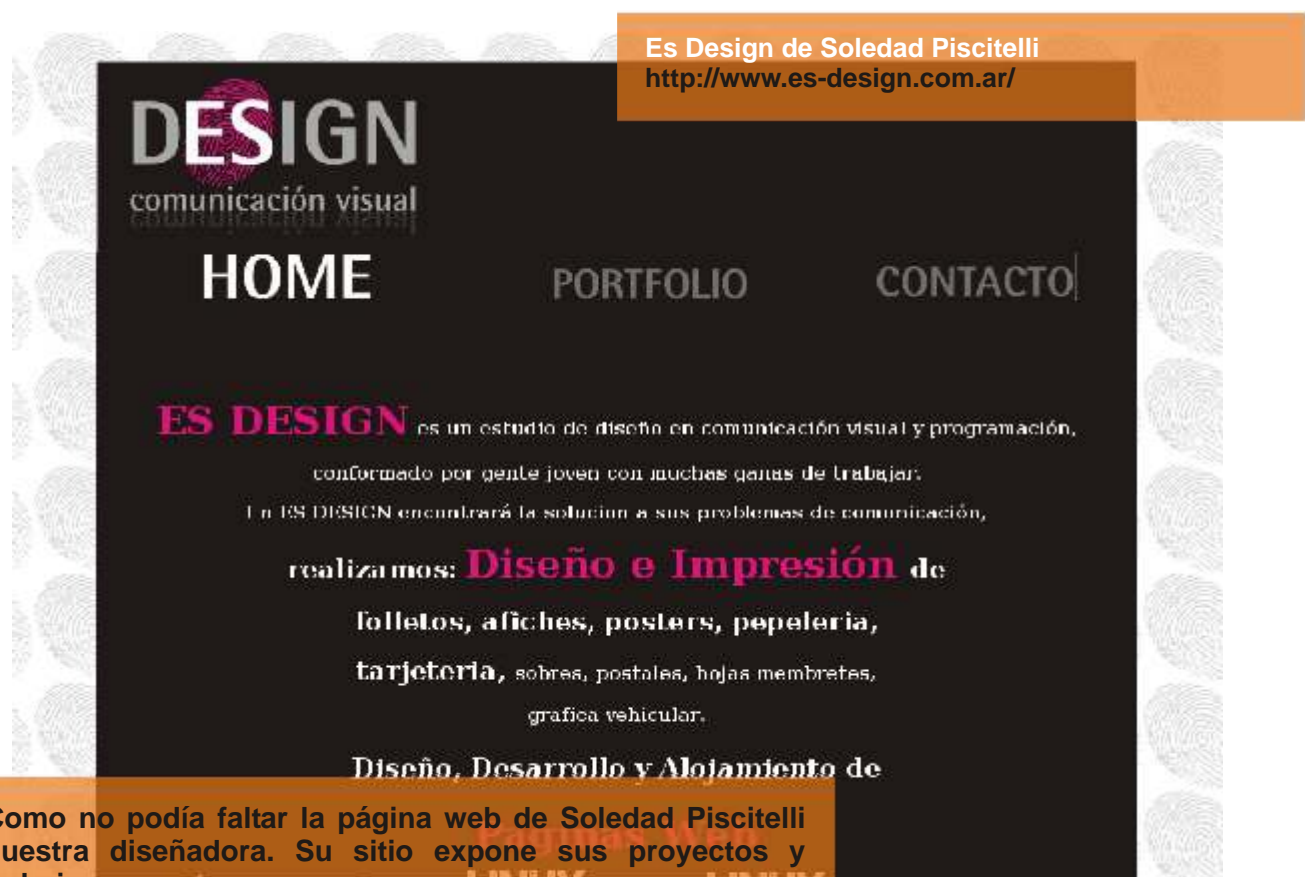 Es Design de Soledad Piscitelli
http://www.es-design.com.ar/
DESIGN
comunicación visual
HOME PORTFOLIO CONTACTO
ES DESIGN es un estudio de diseño en comunicación visual y programación,
conformado por gente joven con muchas ganas de trabajar.
En ES DESIGN encontrará la solucion a sus problemas de comunicación,
realizamos: Diseño e Impresión de
folletos, afiches, posters, pepeleria,
tarjeteria, sobres, postales, hojas membretes,
grafica vehicular.
Diseño, Desarrollo y Alojamiento de
Paginas Web
Como no podía faltar la página web de Soledad Piscitelli
nuestra diseñadora. Su sitio expone sus proyectos y